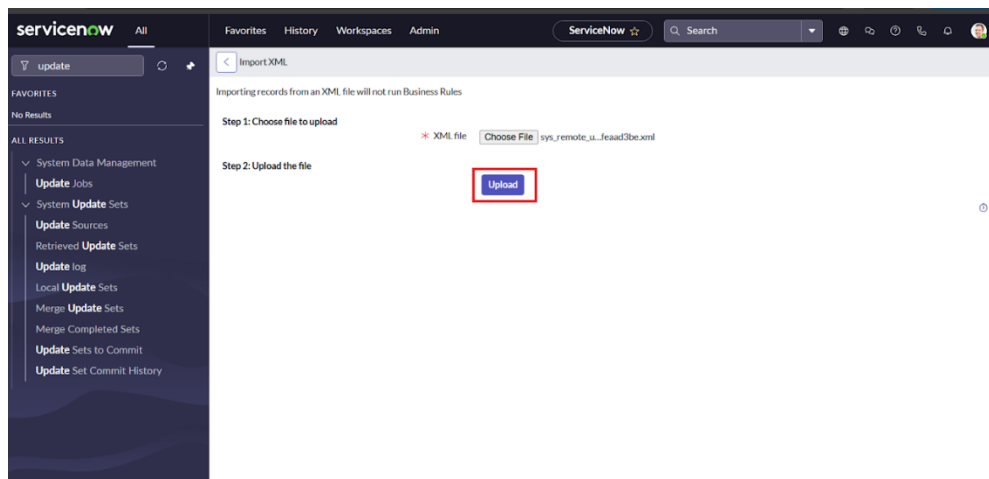 servicenow All Favorites History Workspaces Admin ServiceNow Search
update
Import XML
Importing records from an XML file will not run Business Rules
FAVORITES
No Results
Step 1: Choose file to upload
XML file Choose File sys_remote_u...feaad3be.xml
Step 2: Upload the file
Upload
ALL RESULTS
System Data Management
Update Jobs
System Update Sets
Update Sources
Retrieved Update Sets
Update log
Local Update Sets
Merge Update Sets
Merge Completed Sets
Update Sets to Commit
Update Set Commit History